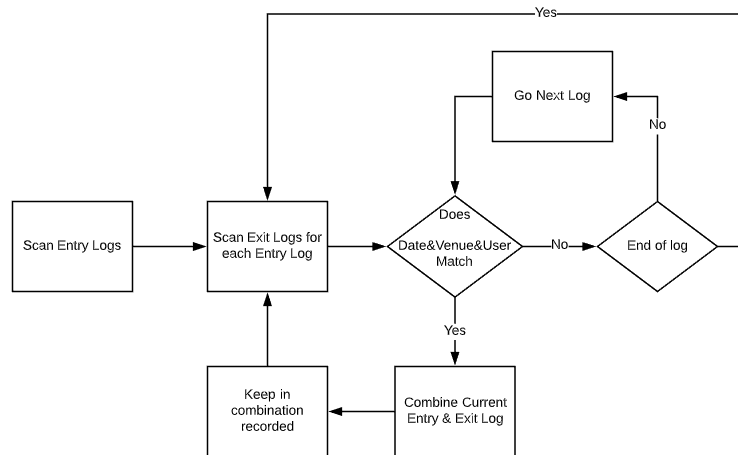 Yes
Go Next Log
No
Does
Date&Venue&User
Match
Scan Entry Logs
Scan Exit Logs for
each Entry Log
No
End of log
Yes
Keep in
combination
recorded
Combine Current
Entry & Exit Log